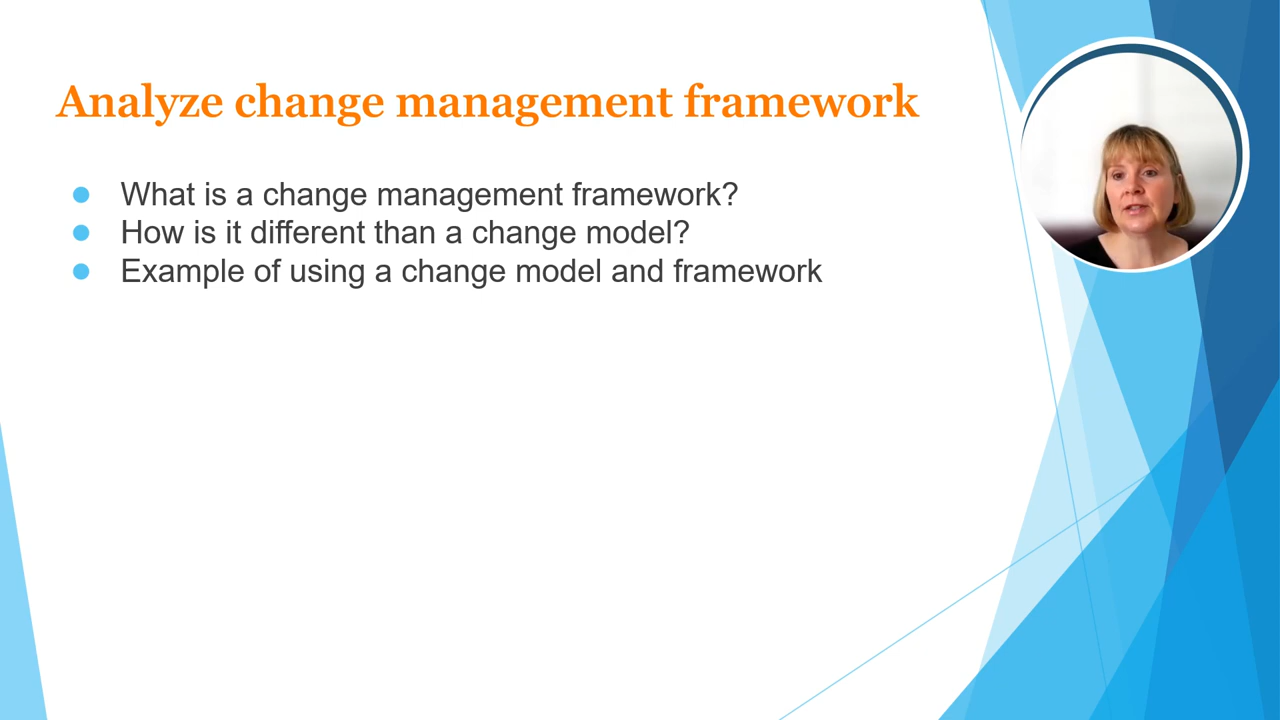 Analyze change management framework
What is a change management framework?
How is it different than a change model?
Example of using a change model and framework